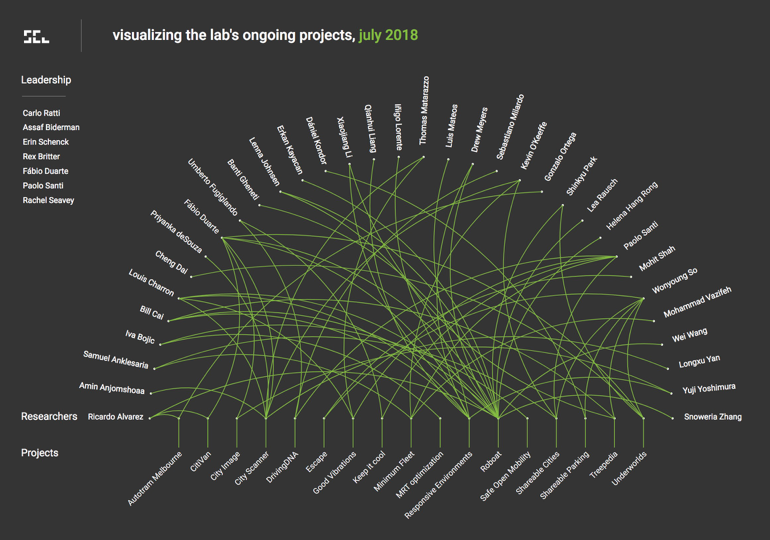 SCL
visualizing the lab's ongoing projects, july 2018
Leadership
Carlo Ratti
Assaf Biderman
Erin Schenck
Rex Britter
Fábio Duarte
Paolo Santi
Rachel Seavey
Researchers
Ricardo Alvarez
Amin Anjomshoaa
Samuel Anklesaria
Iva Bojic
Bill Cai
Louis Charron
Cheng Dai
Priyanka deSouza
Fábio Duarte
Umberto Fugiglando
Banti Gheneti
Lenna Johnsen
Erkan Kayacan
Dániel Kondor
Xiaojiang Li
Qianhui Liang
Iñigo Lorente
Thomas Matarazzo
Luis Mateos
Drew Meyers
Sebastiano Milardo
Kevin O'Keeffe
Gonzalo Ortega
Shinkyu Park
Lea Rausch
Helena Hang Rong
Paolo Santi
Mohit Shah
Wonyoung So
Mohammad Vazifeh
Wei Wang
Longxu Yan
Yuji Yoshimura
Snoweria Zhang
Projects
Autotram Melbourne
CitiVan
City Image
City Scanner
DrivingDNA
Escape
Good Vibrations
Keep it cool
Minimum Fleet
MRT optimization
Responsive Environments
Roboat
Safe Open Mobility
Shareable Cities
Shareable Parking
Treepedia
Underworlds